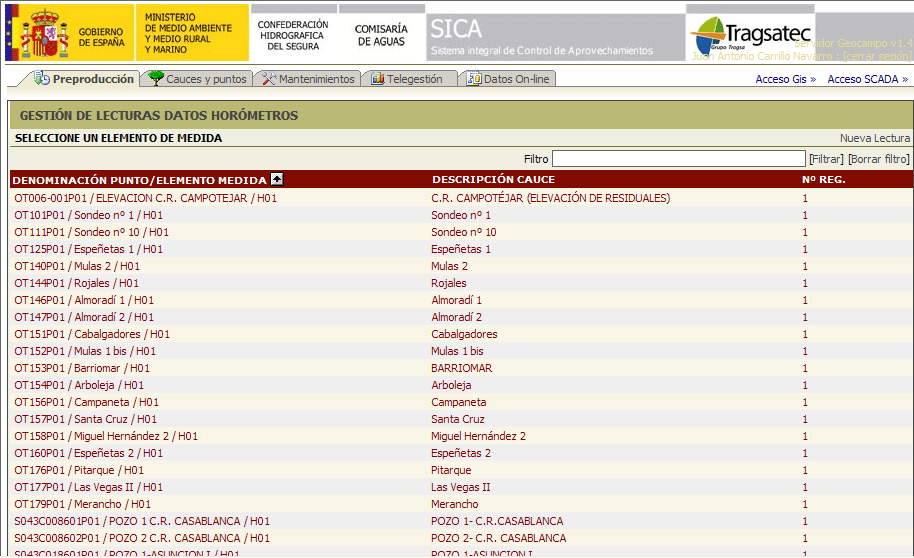 GOBIERNO DE ESPAÑA
MINISTERIO DE MEDIO AMBIENTE Y MEDIO RURAL Y MARINO
CONFEDERACIÓN HIDROGRAFICA DEL SEGURA
COMISARÍA DE AGUAS
SICA
Sistema integral de Control de Aprovechamientos
Tragsatec
Grupo Tragsa
Servidor Geocampo v1.4
Juan Antonio Carrillo Navarro : [cerrar sesión]
Preproducción Cauces y puntos Mantenimientos Telegestión Datos On-line Acceso Gis » Acceso SCADA »
GESTIÓN DE LECTURAS DATOS HORÓMETROS
SELECCIONE UN ELEMENTO DE MEDIDA Nueva Lectura
Filtro [Filtrar] [Borrar filtro]
DENOMINACIÓN PUNTO/ELEMENTO MEDIDA DESCRIPCIÓN CAUCE Nº REG.
OT006-001P01 / ELEVACION C.R. CAMPOTEJAR / H01 C.R. CAMPOTÉJAR (ELEVACIÓN DE RESIDUALES) 1
OT101P01 / Sondeo nº 1 / H01 Sondeo nº 1 1
OT111P01 / Sondeo nº 10 / H01 Sondeo nº 10 1
OT125P01 / Espeñetas 1 / H01 Espeñetas 1 1
OT140P01 / Mulas 2 / H01 Mulas 2 1
OT144P01 / Rojales / H01 Rojales 1
OT146P01 / Almoradí 1 / H01 Almoradí 1 1
OT147P01 / Almoradí 2 / H01 Almoradí 2 1
OT151P01 / Cabalgadores / H01 Cabalgadores 1
OT152P01 / Mulas 1 bis / H01 Mulas 1 bis 1
OT153P01 / Barriomar / H01 BARRIOMAR 1
OT154P01 / Arboleja / H01 Arboleja 1
OT156P01 / Campaneta / H01 Campaneta 1
OT157P01 / Santa Cruz / H01 Santa Cruz 1
OT158P01 / Miguel Hernández 2 / H01 Miguel Hernández 2 1
OT160P01 / Espeñetas 2 / H01 Espeñetas 2 1
OT176P01 / Pitarque / H01 Pitarque 1
OT177P01 / Las Vegas II / H01 Las Vegas II 1
OT179P01 / Merancho / H01 Merancho 1
S043C008601P01 / POZO 1 C.R. CASABLANCA / H01 POZO 1- C.R.CASABLANCA 1
S043C008602P01 / POZO 2 C.R. CASABLANCA / H01 POZO 2- C.R. CASABLANCA 1
S043C018601P01 / POZO 1-ASUNCION I / H01 POZO 1-ASUNCION I 1